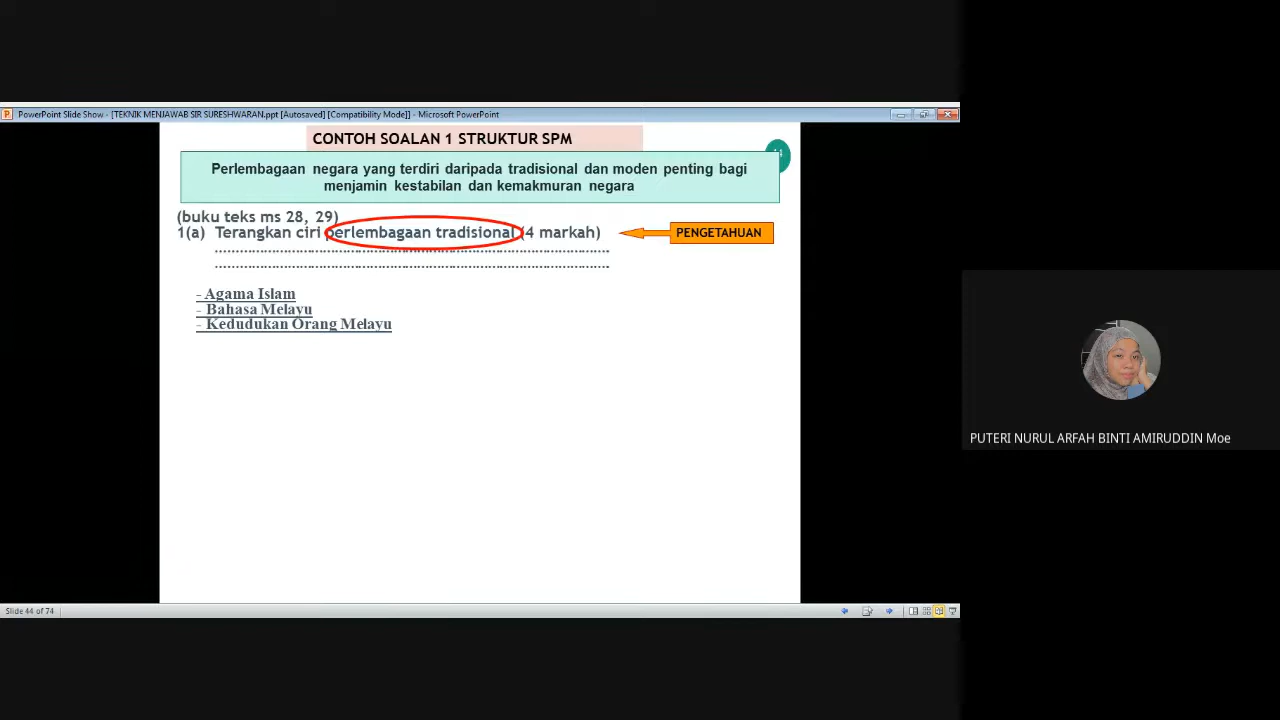 PowerPoint Slide Show - [TEKNIK MENJAWAB SIR SURESHWARAN.ppt [Autosaved] [Compatibility Mode]] - Microsoft PowerPoint
CONTOH SOALAN 1 STRUKTUR SPM
Perlembagaan negara yang terdiri daripada tradisional dan moden penting bagi
menjamin kestabilan dan kemakmuran negara
(buku teks ms 28, 29)
1(a) Terangkan ciri perlembagaan tradisional (4 markah)
PENGETAHUAN
- Agama Islam
- Bahasa Melayu
- Kedudukan Orang Melayu
PUTERI NURUL ARFAH BINTI AMIRUDDIN Moe
Slide 44 of 74